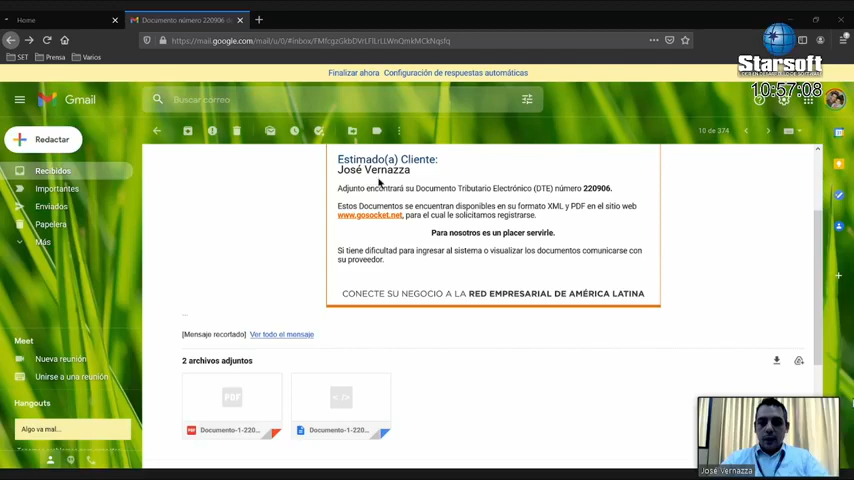 Home
Documento número 220906 de
https://mail.google.com/mail/u/0/#inbox/FMfcgzGkbDVrLFlLrLLWnQmkMCkNqsfq
SET
Prensa
Varios
Starsoft
10:57:08
Finalizar ahora Configuración de respuestas automáticas
Gmail
Buscar correo
Redactar
10 de 374
Recibidos
Importantes
Enviados
Papelera
Más
Estimado(a) Cliente:
José Vernazza
Adjunto encontrará su Documento Tributario Electrónico (DTE) número 220906.
Estos Documentos se encuentran disponibles en su formato XML y PDF en el sitio web
www.gosocket.net, para el cual le solicitamos registrarse.
Para nosotros es un placer servirle.
Si tiene dificultad para ingresar al sistema o visualizar los documentos comunicarse con
su proveedor.
CONECTE SU NEGOCIO A LA RED EMPRESARIAL DE AMÉRICA LATINA
...
[Mensaje recortado] Ver todo el mensaje
2 archivos adjuntos
PDF
PDF Documento-1-220...
Documento-1-220...
Meet
Nueva reunión
Unirse a una reunión
Hangouts
Algo va mal...
José Vernazza